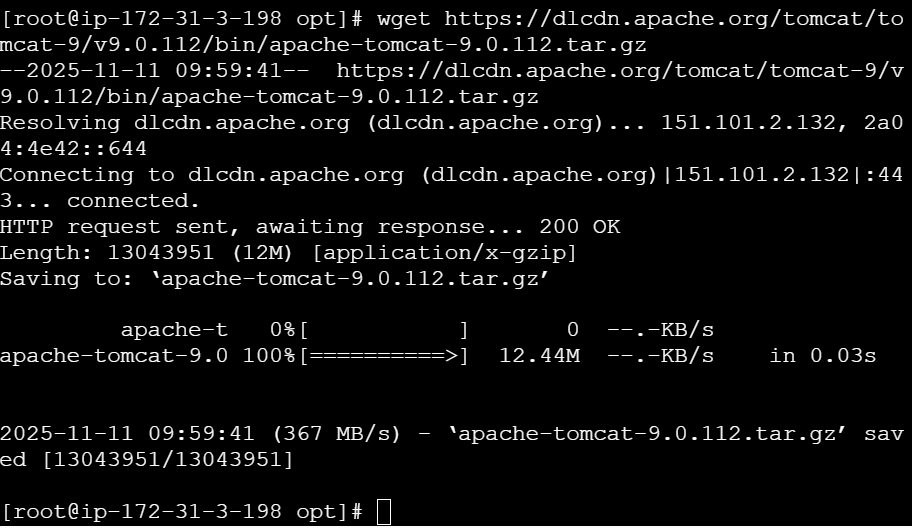 [root@ip-172-31-3-198 opt]# wget https://dlcdn.apache.org/tomcat/to
mcat-9/v9.0.112/bin/apache-tomcat-9.0.112.tar.gz
--2025-11-11 09:59:41--  https://dlcdn.apache.org/tomcat/tomcat-9/v
9.0.112/bin/apache-tomcat-9.0.112.tar.gz
Resolving dlcdn.apache.org (dlcdn.apache.org)... 151.101.2.132, 2a0
4:4e42::644
Connecting to dlcdn.apache.org (dlcdn.apache.org)|151.101.2.132|:44
3... connected.
HTTP request sent, awaiting response... 200 OK
Length: 13043951 (12M) [application/x-gzip]
Saving to: ‘apache-tomcat-9.0.112.tar.gz’
         apache-t   0%[           ]       0  --.-KB/s
apache-tomcat-9.0 100%[==========>]  12.44M  --.-KB/s    in 0.03s
2025-11-11 09:59:41 (367 MB/s) - ‘apache-tomcat-9.0.112.tar.gz’ sav
ed [13043951/13043951]
[root@ip-172-31-3-198 opt]#